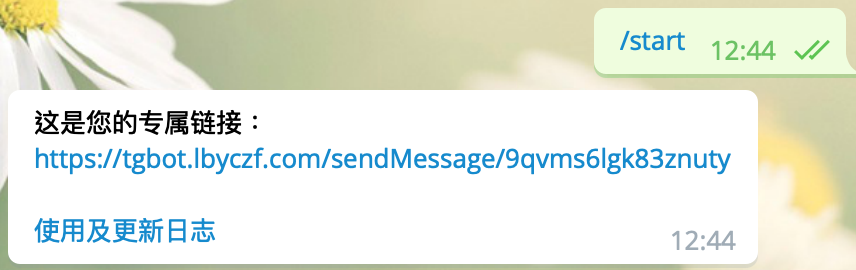 /start 12:44
这是您的专属链接：
https://tgbot.lbyczf.com/sendMessage/9qvms6lgk83znuty
使用及更新日志
12:44